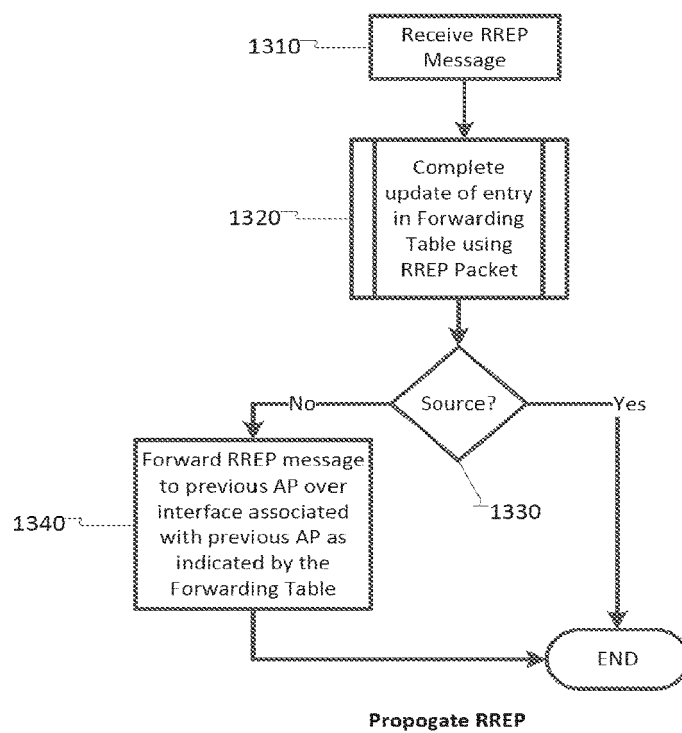 1310
Receive RREP
Message
1320
Complete
update of entry
in Forwarding
Table using
RREP Packet
Source?
No
Yes
1330
1340
Forward RREP message
to previous AP over
interface associated
with previous AP as
indicated by the
Forwarding Table
END
Propogate RREP